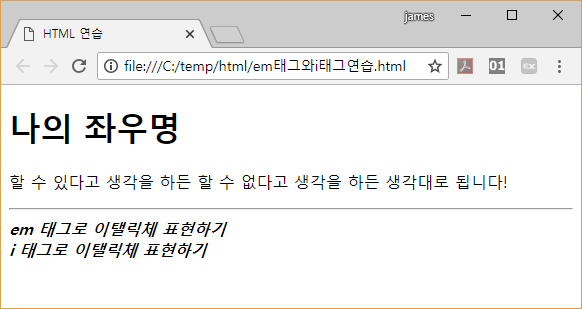 james
HTML 연습
file:///C:/temp/html/em태그와i태그연습.html
01
나의 좌우명
할 수 있다고 생각을 하든 할 수 없다고 생각을 하든 생각대로 됩니다!
em 태그로 이탤릭체 표현하기
i 태그로 이탤릭체 표현하기